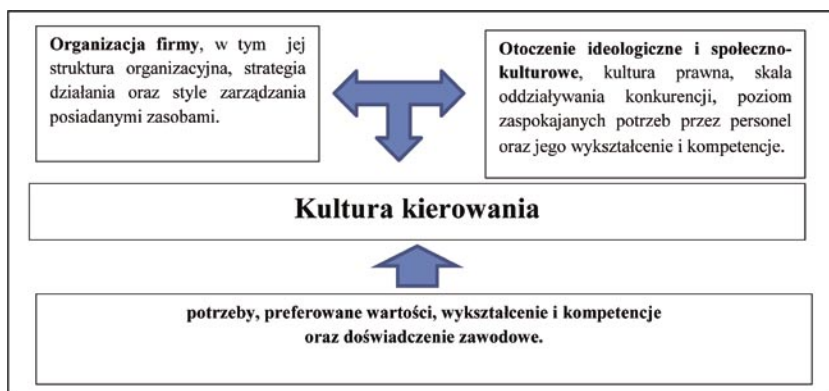 Organizacja firmy, w tym jej
struktura organizacyjna, strategia
działania oraz style zarządzania
posiadanymi zasobami.
Otoczenie ideologiczne i społeczno-
kulturowe, kultura prawna, skala
oddziaływania konkurencji, poziom
zaspokajanych potrzeb przez personel
oraz jego wykształcenie i kompetencje.
Kultura kierowania
potrzeby, preferowane wartości, wykształcenie i kompetencje
oraz doświadczenie zawodowe.